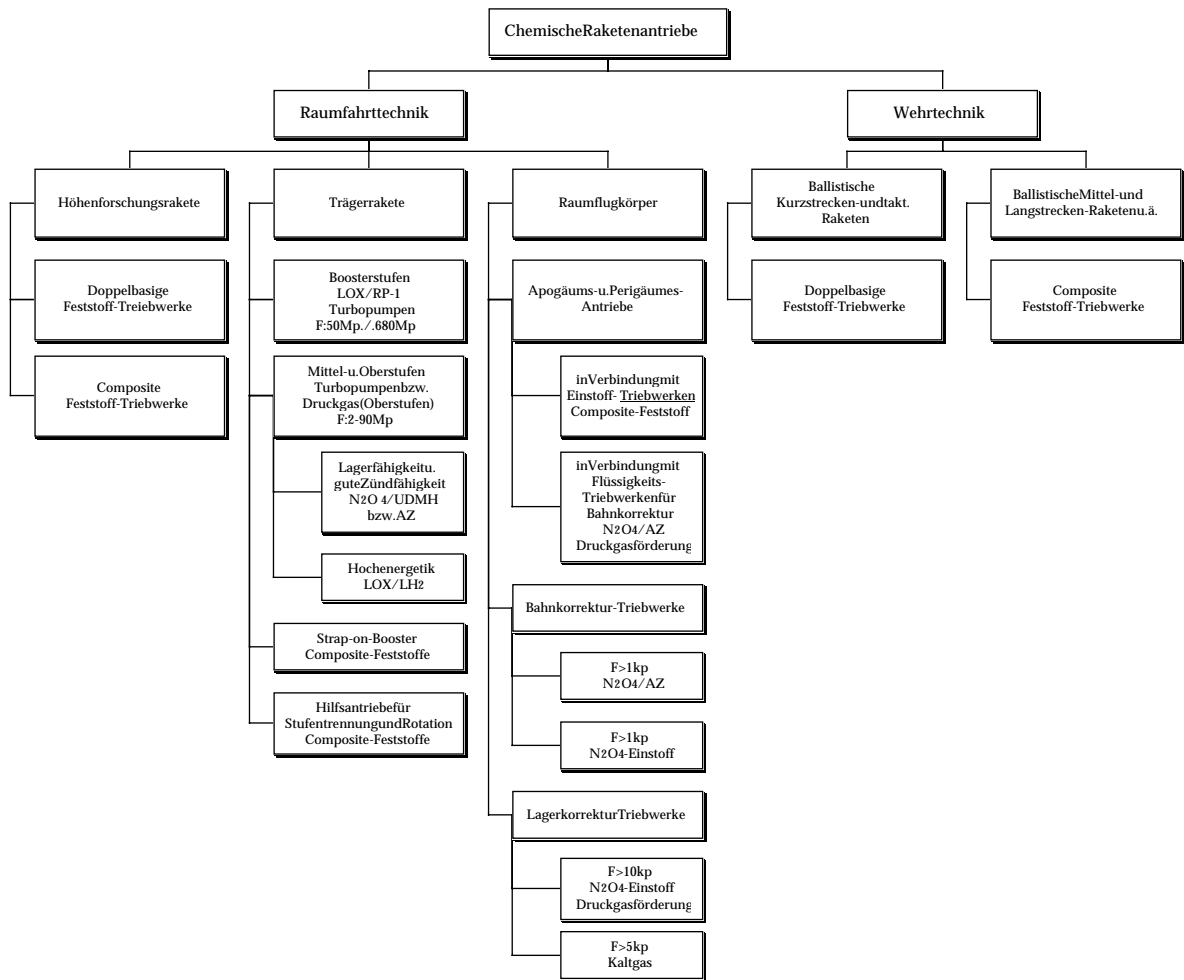 ChemischeRaketenantriebe
Raumfahrttechnik
Wehrtechnik
Höhenforschungsrakete
Doppelbasige
Feststoff-Treiebwerke
Composite
Feststoff-Triebwerke
Trägerrakete
Boosterstufen
LOX/RP-1
Turbopumpen
F:50Mp./.680Mp
Mittel-u.Oberstufen
Turbopumpenbzw.
Druckgas(Oberstufen)
F:2-90Mp
Lagerfähigkeitu.
guteZündfähigkeit
N2O 4/UDMH
bzw.AZ
Hochenergetik
LOX/LH2
Strap-on-Booster
Composite-Feststoffe
Hilfsantriebefür
StufentrennungundRotation
Composite-Feststoffe
Raumflugkörper
Apogäums-u.Perigäumes-
Antriebe
inVerbindungmit
Einstoff- Triebwerken
Composite-Feststoff
inVerbindungmit
Flüssigkeits-
Triebwerkenfür
Bahnkorrektur
N2O4/AZ
Druckgasförderung
Bahnkorrektur-Triebwerke
F>1kp
N2O4/AZ
F>1kp
N2O4-Einstoff
LagerkorrekturTriebwerke
F>10kp
N2O4-Einstoff
Druckgasförderung
F>5kp
Kaltgas
Ballistische
Kurzstrecken-undtakt.
Raketen
Doppelbasige
Feststoff-Triebwerke
BallistischeMittel-und
Langstrecken-Raketenu.ä.
Composite
Feststoff-Triebwerke